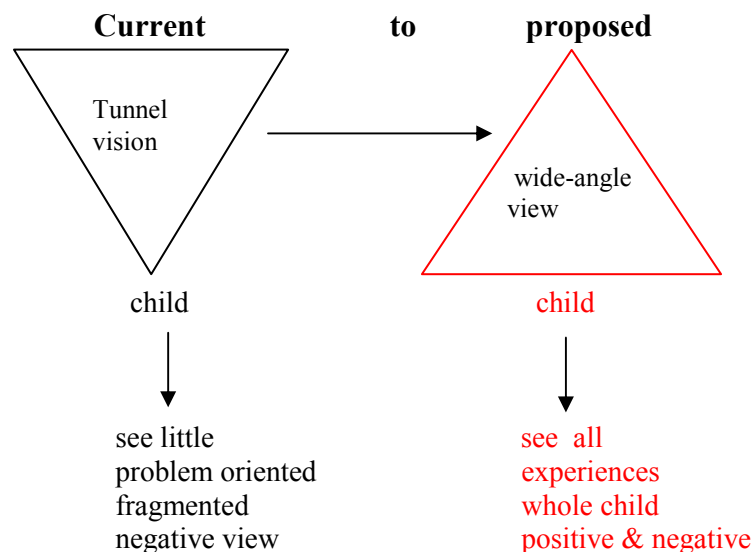 Current to proposed
Tunnel
vision
wide-angle
view
child
child
see little
problem oriented
fragmented
negative view
see all
experiences
whole child
positive & negative